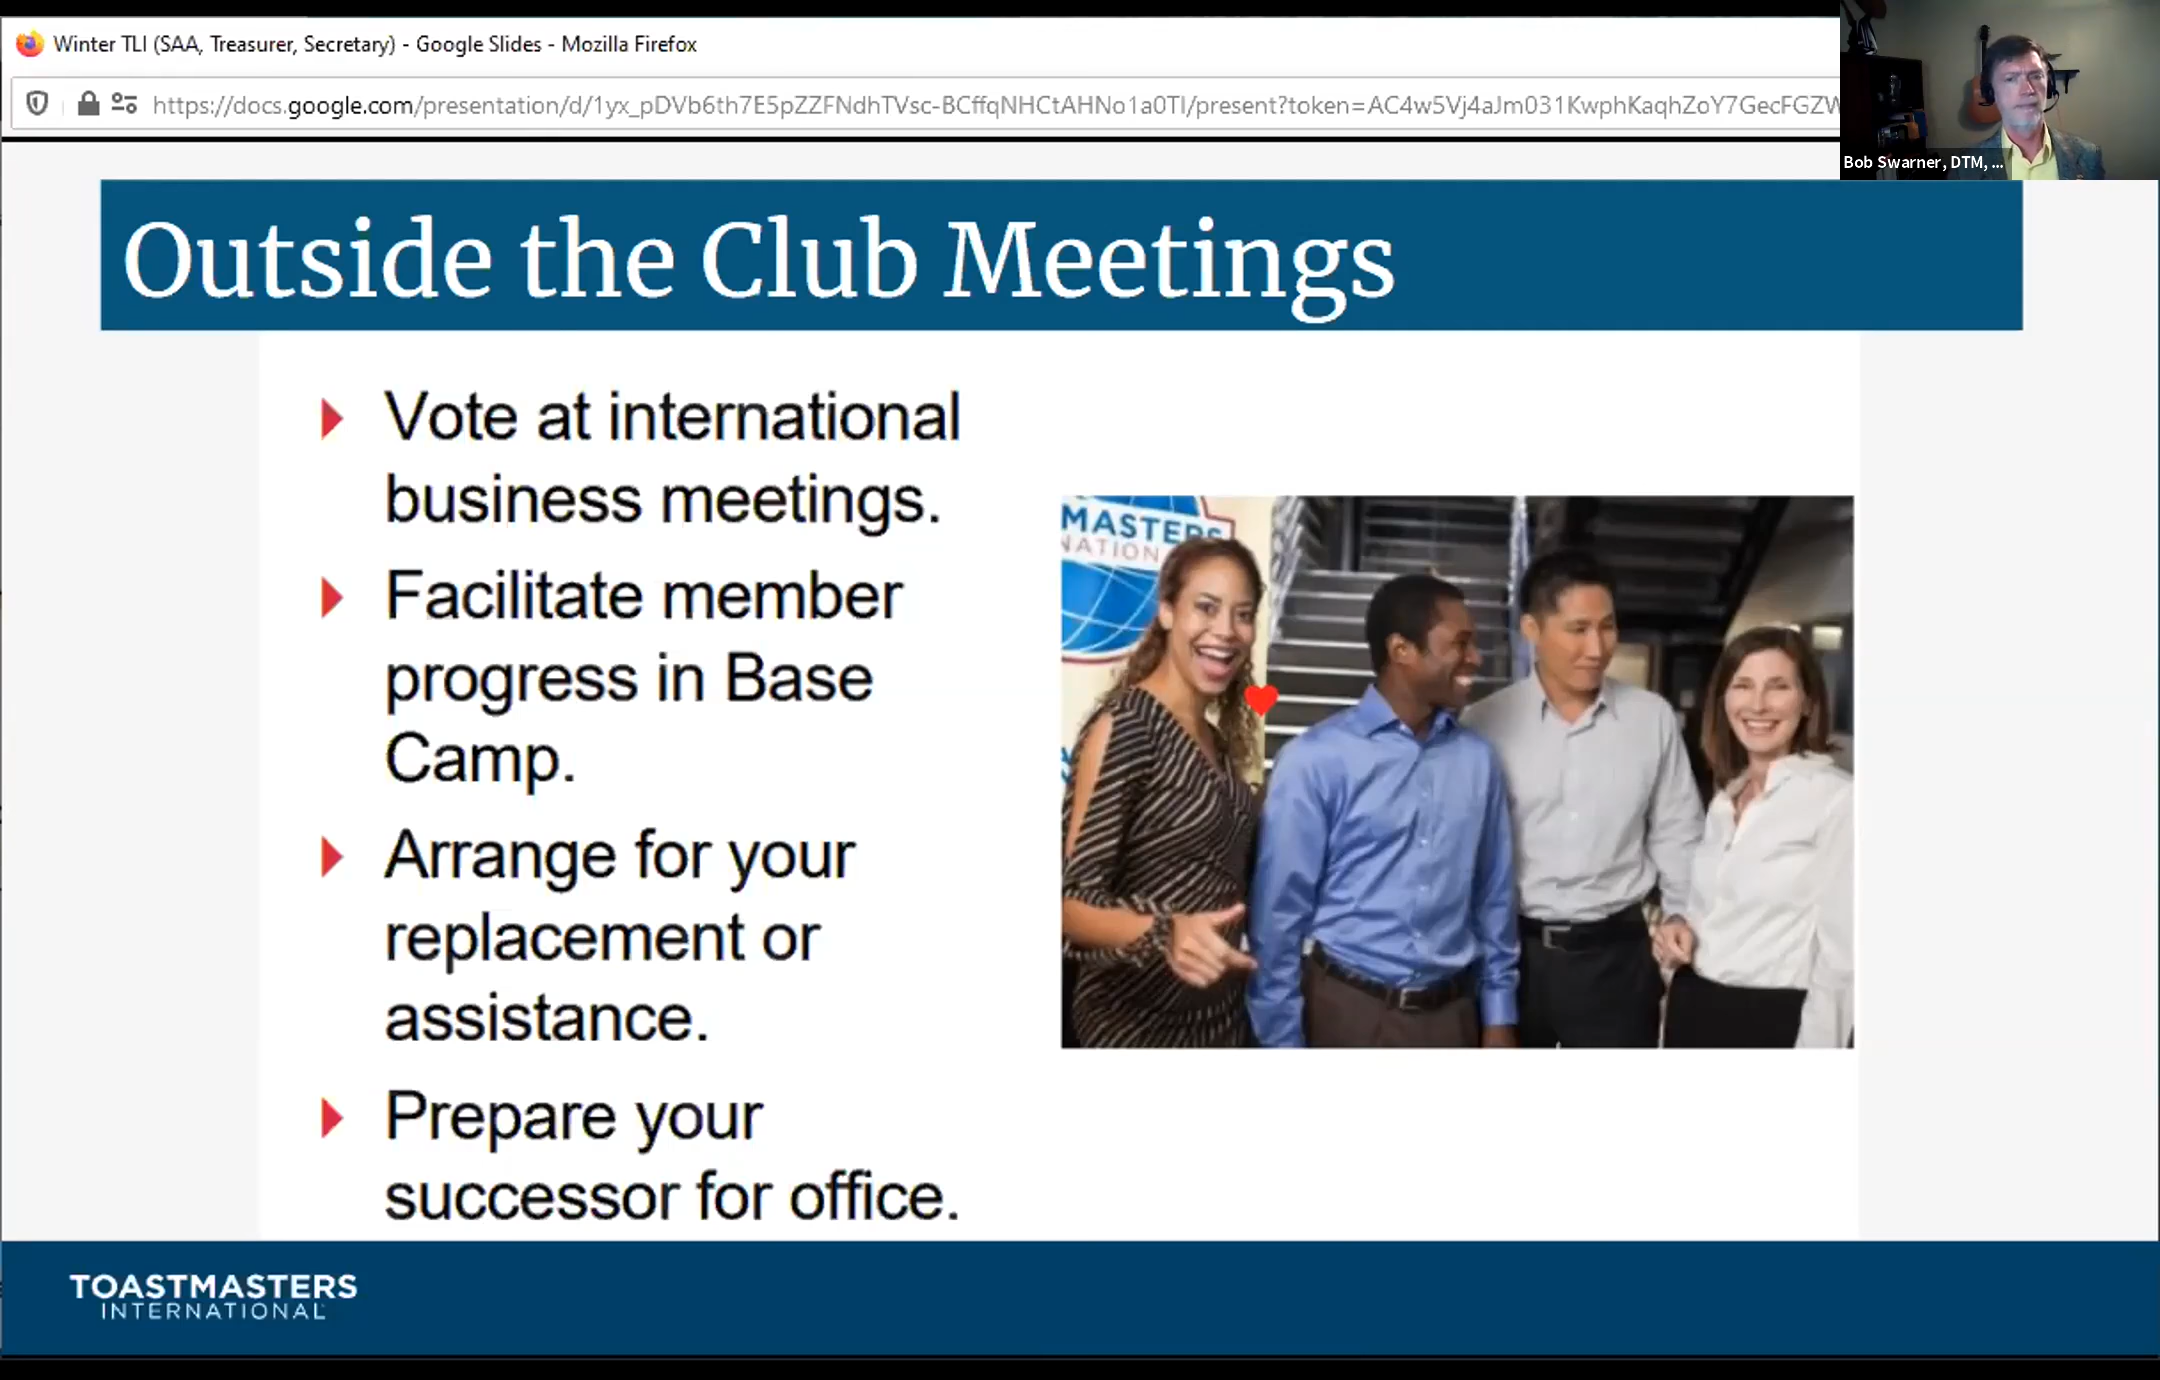 Winter TLI (SAA, Treasurer, Secretary) - Google Slides - Mozilla Firefox
https://docs.google.com/presentation/d/1yx_pDVb6th7E5pZZFNdhTVsc-BCffqNHCtAHNo1a0TI/present?token=AC4w5Vj4aJm031KwphKaqhZoY7GecFGZW
Bob Swarner, DTM, ...
Outside the Club Meetings
Vote at international
business meetings.
Facilitate member
progress in Base
Camp.
Arrange for your
replacement or
assistance.
Prepare your
successor for office.
MASTERS
NATION
TOASTMASTERS
INTERNATIONAL